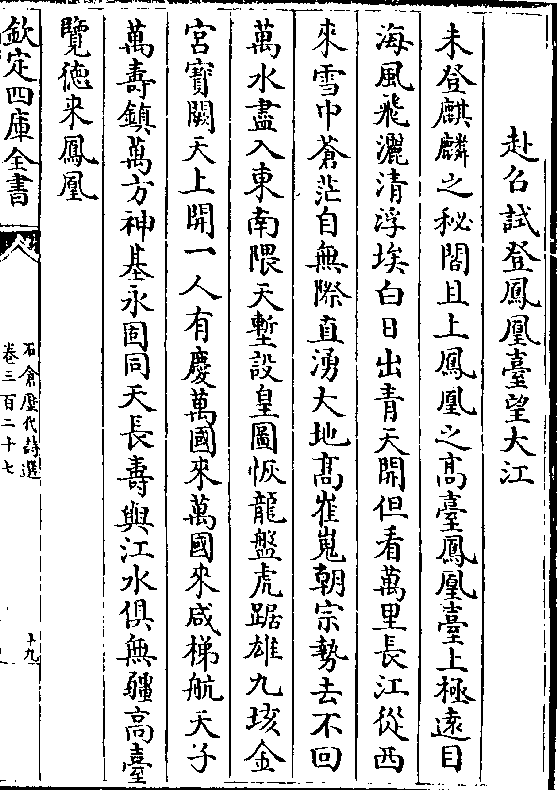 赴召試登鳳凰臺望大江
未登麒麟之秘閣且上鳳凰之髙臺鳳凰臺上極遠目
海風飛灑清浮埃白日出青天開但看萬里長江從西
來雪中蒼茫自無際直湧大地髙崔嵬朝宗勢去不回
萬水盡入東南隈天塹設皇圖恢龍盤虎踞雄九垓金
宮寳闕天上開一人有慶萬國來萬國來咸梯航天子
萬壽鎮萬方神基永固同天長壽與江水俱無疆高臺
覽徳来鳳凰
欽定四庫全書
石倉歴代詩選
卷三百二十七
十九